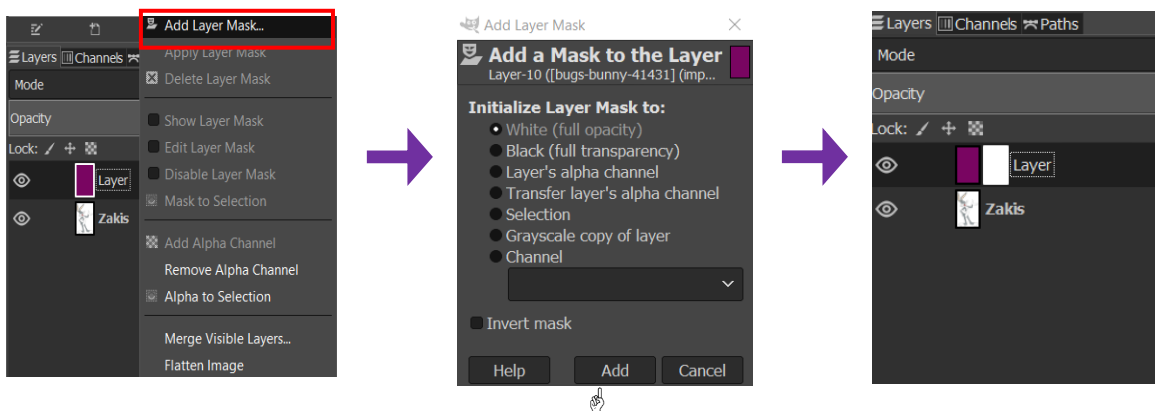 Add Layer Mask...
Apply Layer Mask
Layers Channels
Delete Layer Mask
Mode
Opacity
Show Layer Mask
Lock:
Edit Layer Mask
Layer
Disable Layer Mask
Mask to Selection
Zakis
Add Alpha Channel
Remove Alpha Channel
Alpha to Selection
Merge Visible Layers...
Flatten Image
Add Layer Mask
Add a Mask to the Layer
Layer-10 ([bugs-bunny-41431] (imp...
Initialize Layer Mask to:
White (full opacity)
Black (full transparency)
Layer's alpha channel
Transfer layer's alpha channel
Selection
Grayscale copy of layer
Channel
Invert mask
Help Add Cancel
Layers Channels Paths
Mode
Opacity
Lock:
Layer
Zakis